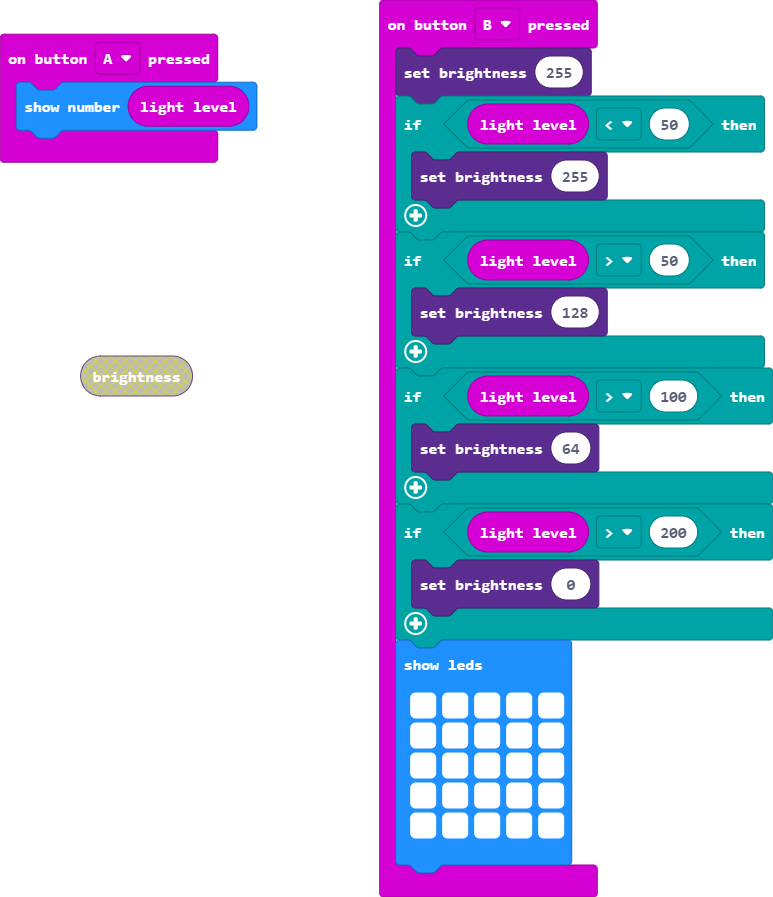 on button A pressed
show number light level
brightness
on button B pressed
set brightness 255
if light level < 50 then
set brightness 255
if light level > 50 then
set brightness 128
if light level > 100 then
set brightness 64
if light level > 200 then
set brightness 0
show leds